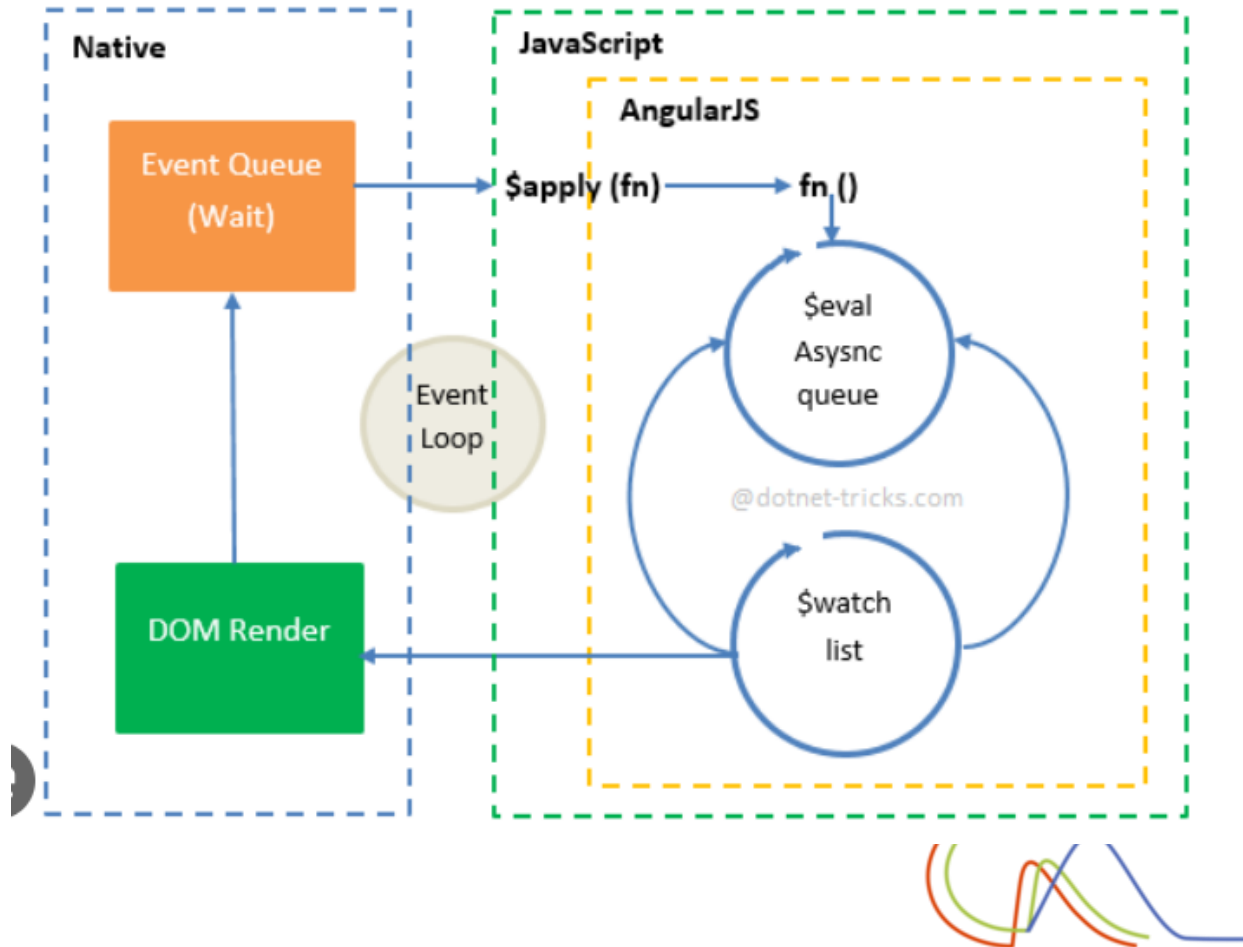 Native
JavaScript
AngularJS
Event Queue
(Wait)
$apply (fn)
fn ()
$eval
Asysnc
queue
Event
Loop
@dotnet-tricks.com
DOM Render
$watch
list